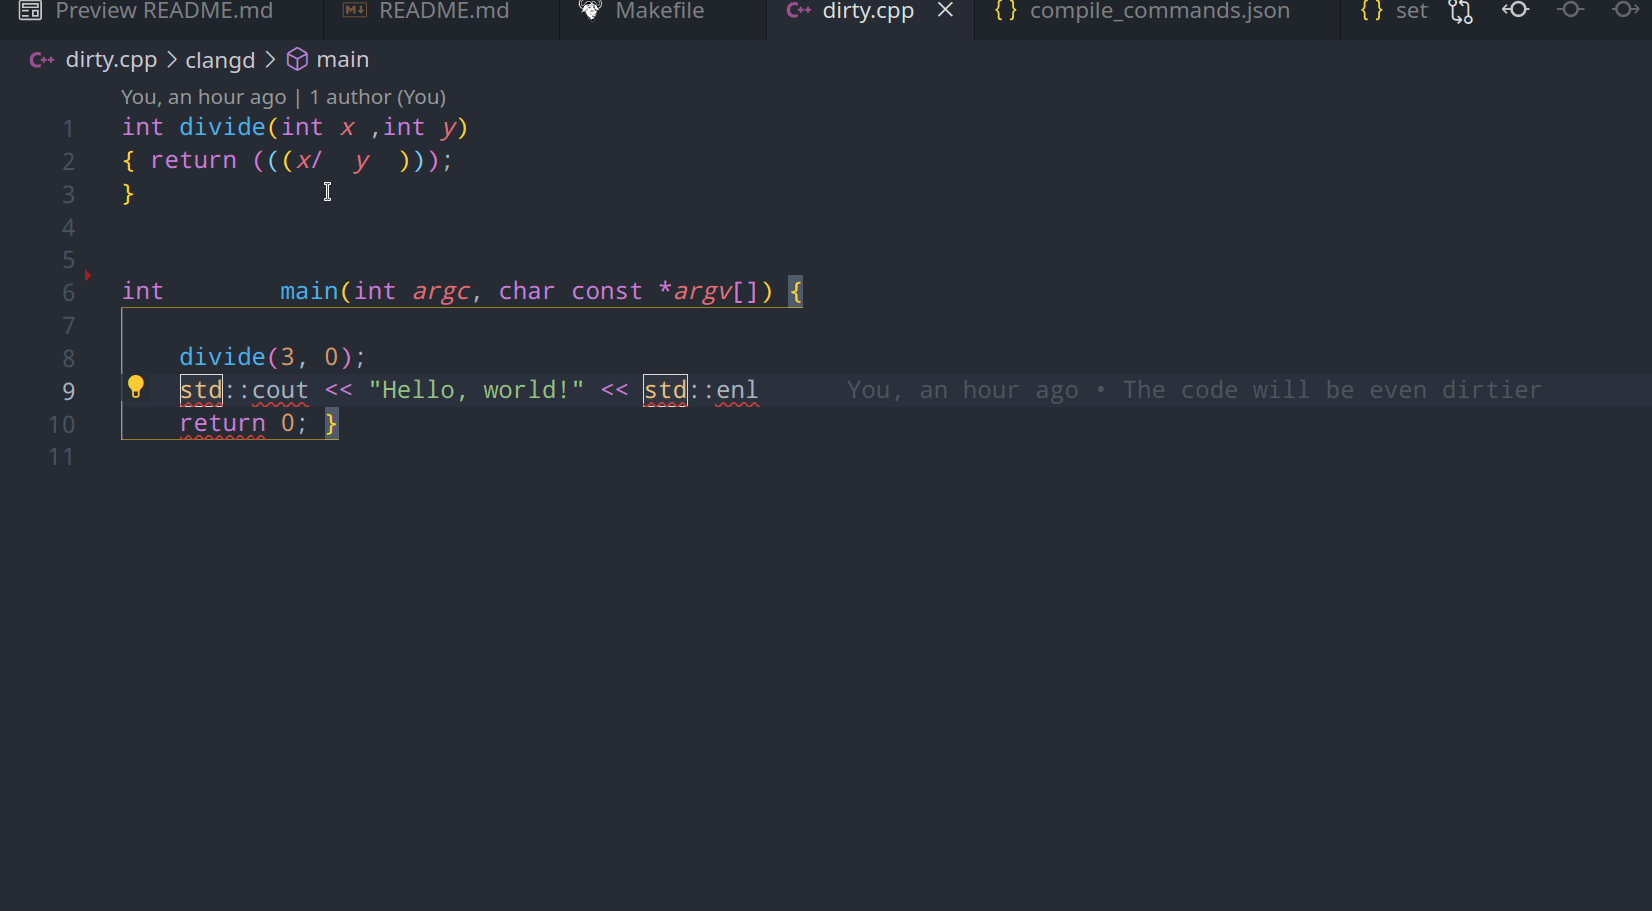 Preview README.md README.md Makefile C++ dirty.cpp {} compile_commands.json {} set
C++ dirty.cpp > clangd > main
You, an hour ago | 1 author (You)
1 int divide(int x ,int y)
2 { return (((x/  y  )));
3 }
4
5
6 int        main(int argc, char const *argv[]) {
7
8     divide(3, 0);
9     std::cout << "Hello, world!" << std::enl You, an hour ago • The code will be even dirtier
10     return 0; }
11